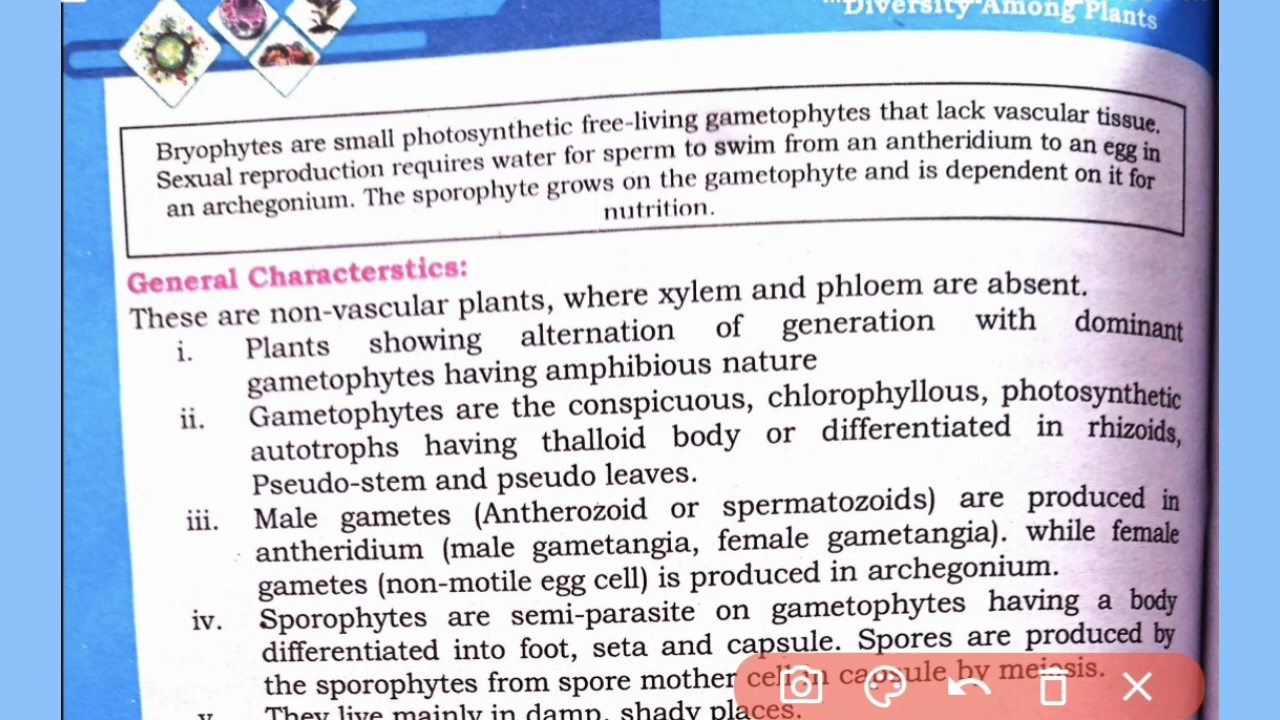 Diversity Among Plants
Bryophytes are small photosynthetic free-living gametophytes that lack vascular tissue.
Sexual reproduction requires water for sperm to swim from an antheridium to an egg in
an archegonium. The sporophyte grows on the gametophyte and is dependent on it for
nutrition.
General Characterstics:
These are non-vascular plants, where xylem and phloem are absent.
i. Plants showing alternation of generation with dominant
gametophytes having amphibious nature
ii. Gametophytes are the conspicuous, chlorophyllous, photosynthetic
autotrophs having thalloid body or differentiated in rhizoids,
Pseudo-stem and pseudo leaves.
iii. Male gametes (Antherozoid or spermatozoids) are produced in
antheridium (male gametangia, female gametangia). while female
gametes (non-motile egg cell) is produced in archegonium.
iv. Sporophytes are semi-parasite on gametophytes having a body
differentiated into foot, seta and capsule. Spores are produced by
the sporophytes from spore mother cell in capsule by meiosis.
v. They live mainly in damp, shady places.